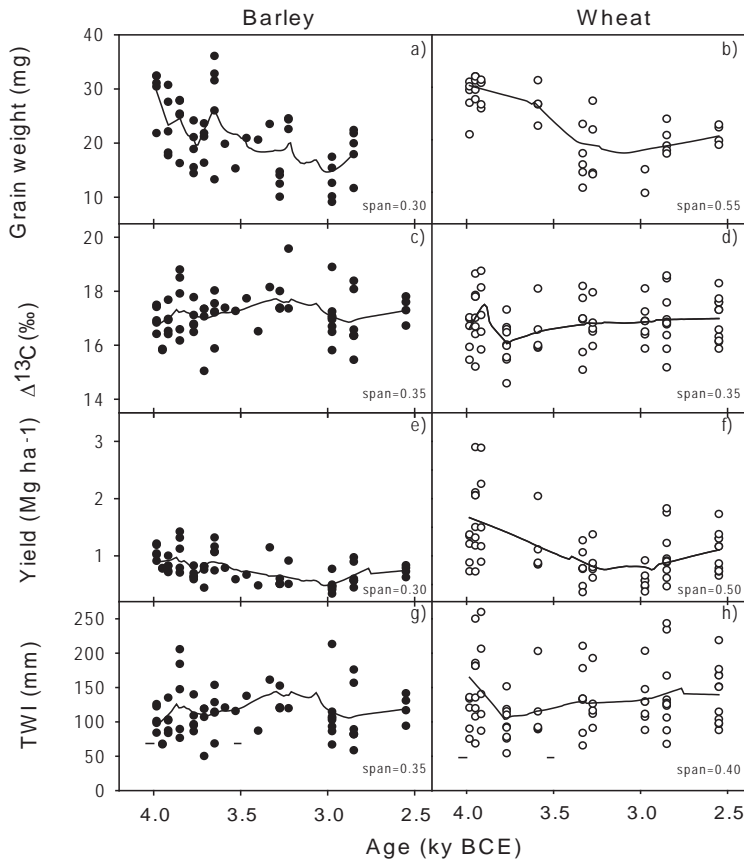 Barley Wheat
40 a) b)
30
20
10 span=0.30 span=0.55
Grain weight (mg)
20 c) d)
18
16
14 span=0.35 span=0.35
Δ13C (‰)
e) f)
3
2
1
span=0.30 span=0.50
Yield (Mg ha-1)
250 g) h)
200
150
100
50
0 span=0.35 span=0.40
TWI (mm)
4.0 3.5 3.0 2.5 4.0 3.5 3.0 2.5
Age (ky BCE)